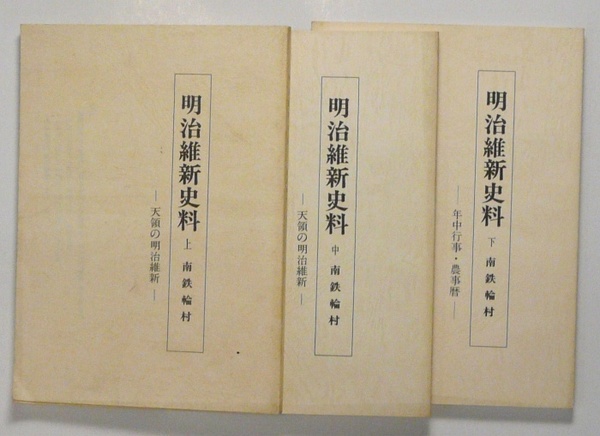 明治維新史料 上 南鉄輪村
―天領の明治維新―
明治維新史料 中 南鉄輪村
―天領の明治維新―
明治維新史料 下 南鉄輪村
―年中行事・農事暦―